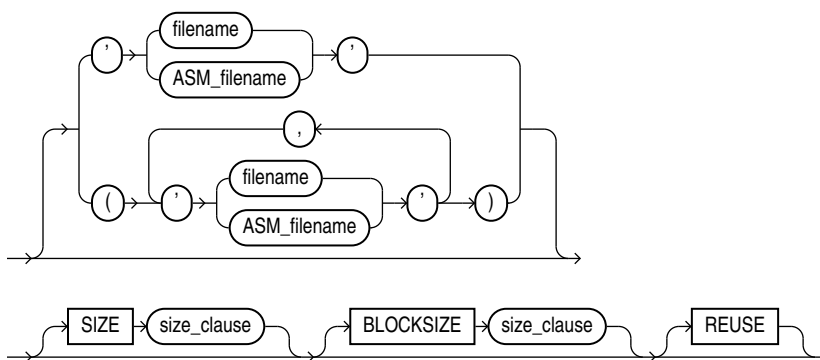 filename
' '
ASM_filename
,
filename
( ' ' )
ASM_filename
SIZE size_clause BLOCKSIZE size_clause REUSE